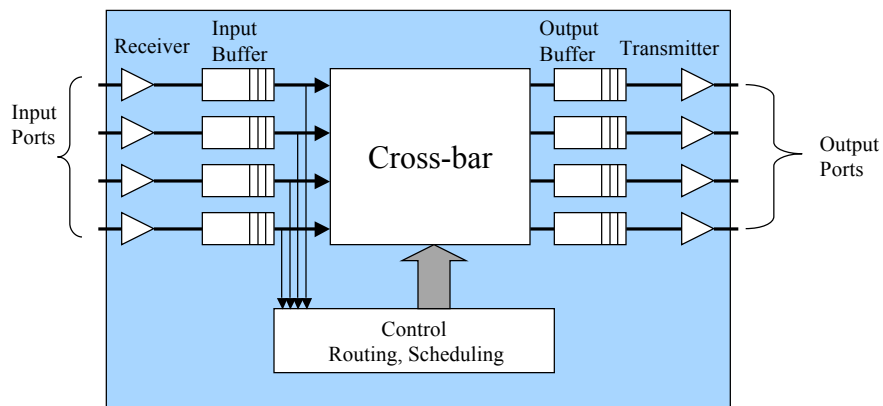 Receiver
Input
Buffer
Output
Buffer
Transmitter
Input
Ports
Cross-bar
Output
Ports
Control
Routing, Scheduling